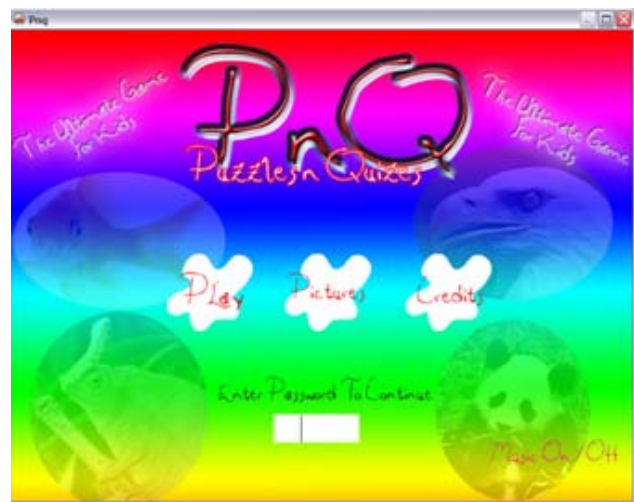 Pnq
PnQ
The Ultimate Game
for Kids
The Ultimate Game
for Kids
Puzzles n Quizes
Play
Pictures
Credits
Enter Password To Continue
Music On / Off